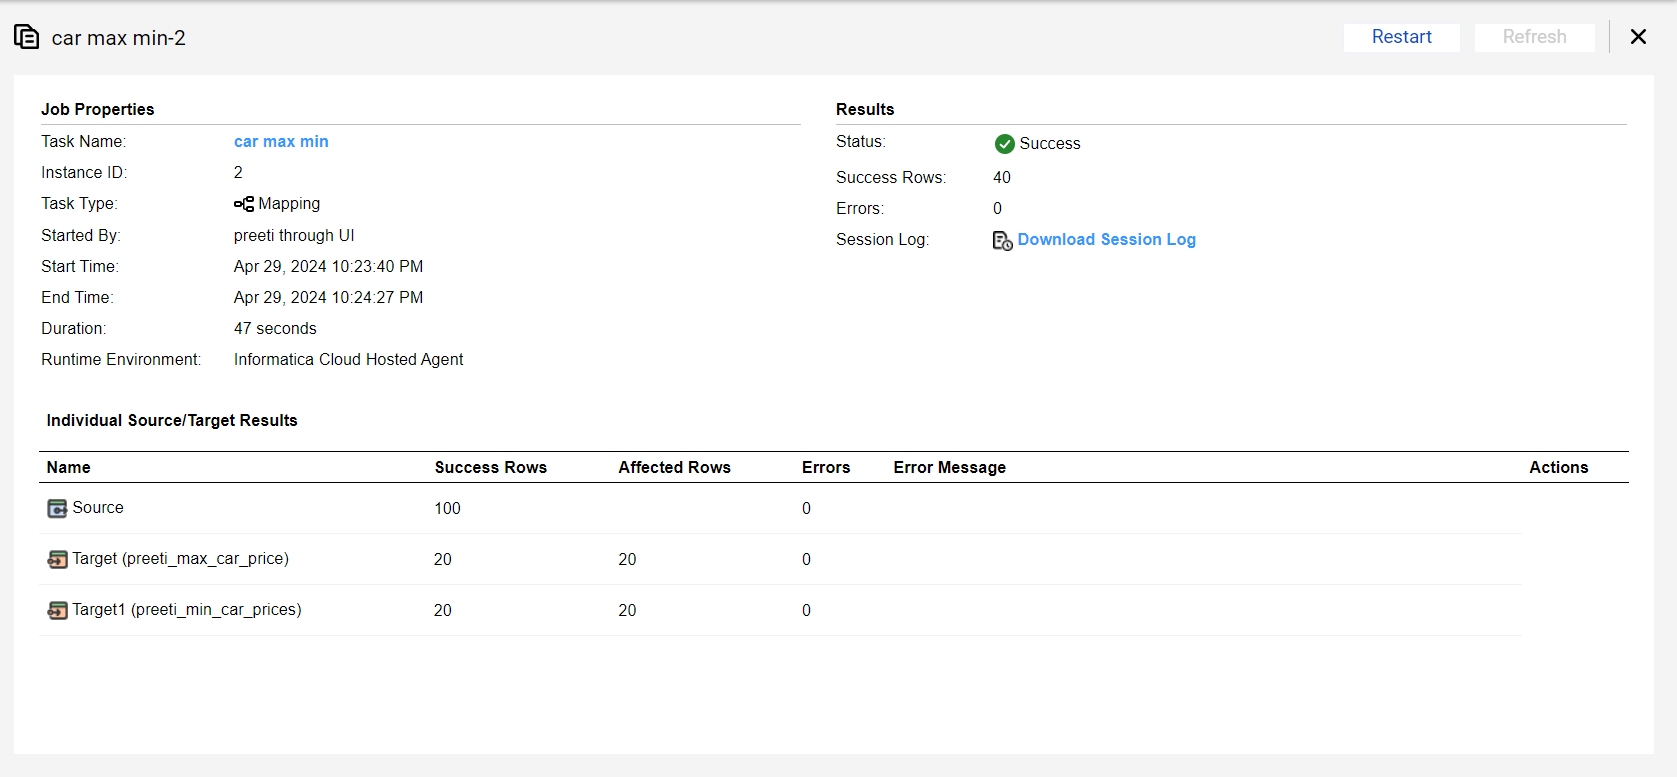 car max min-2
Restart
Refresh
Job Properties
Task Name: car max min
Instance ID: 2
Task Type: Mapping
Started By: preeti through UI
Start Time: Apr 29, 2024 10:23:40 PM
End Time: Apr 29, 2024 10:24:27 PM
Duration: 47 seconds
Runtime Environment: Informatica Cloud Hosted Agent
Results
Status: Success
Success Rows: 40
Errors: 0
Session Log: Download Session Log
Individual Source/Target Results
Name Success Rows Affected Rows Errors Error Message Actions
Source 100 0
Target (preeti_max_car_price) 20 20 0
Target1 (preeti_min_car_prices) 20 20 0